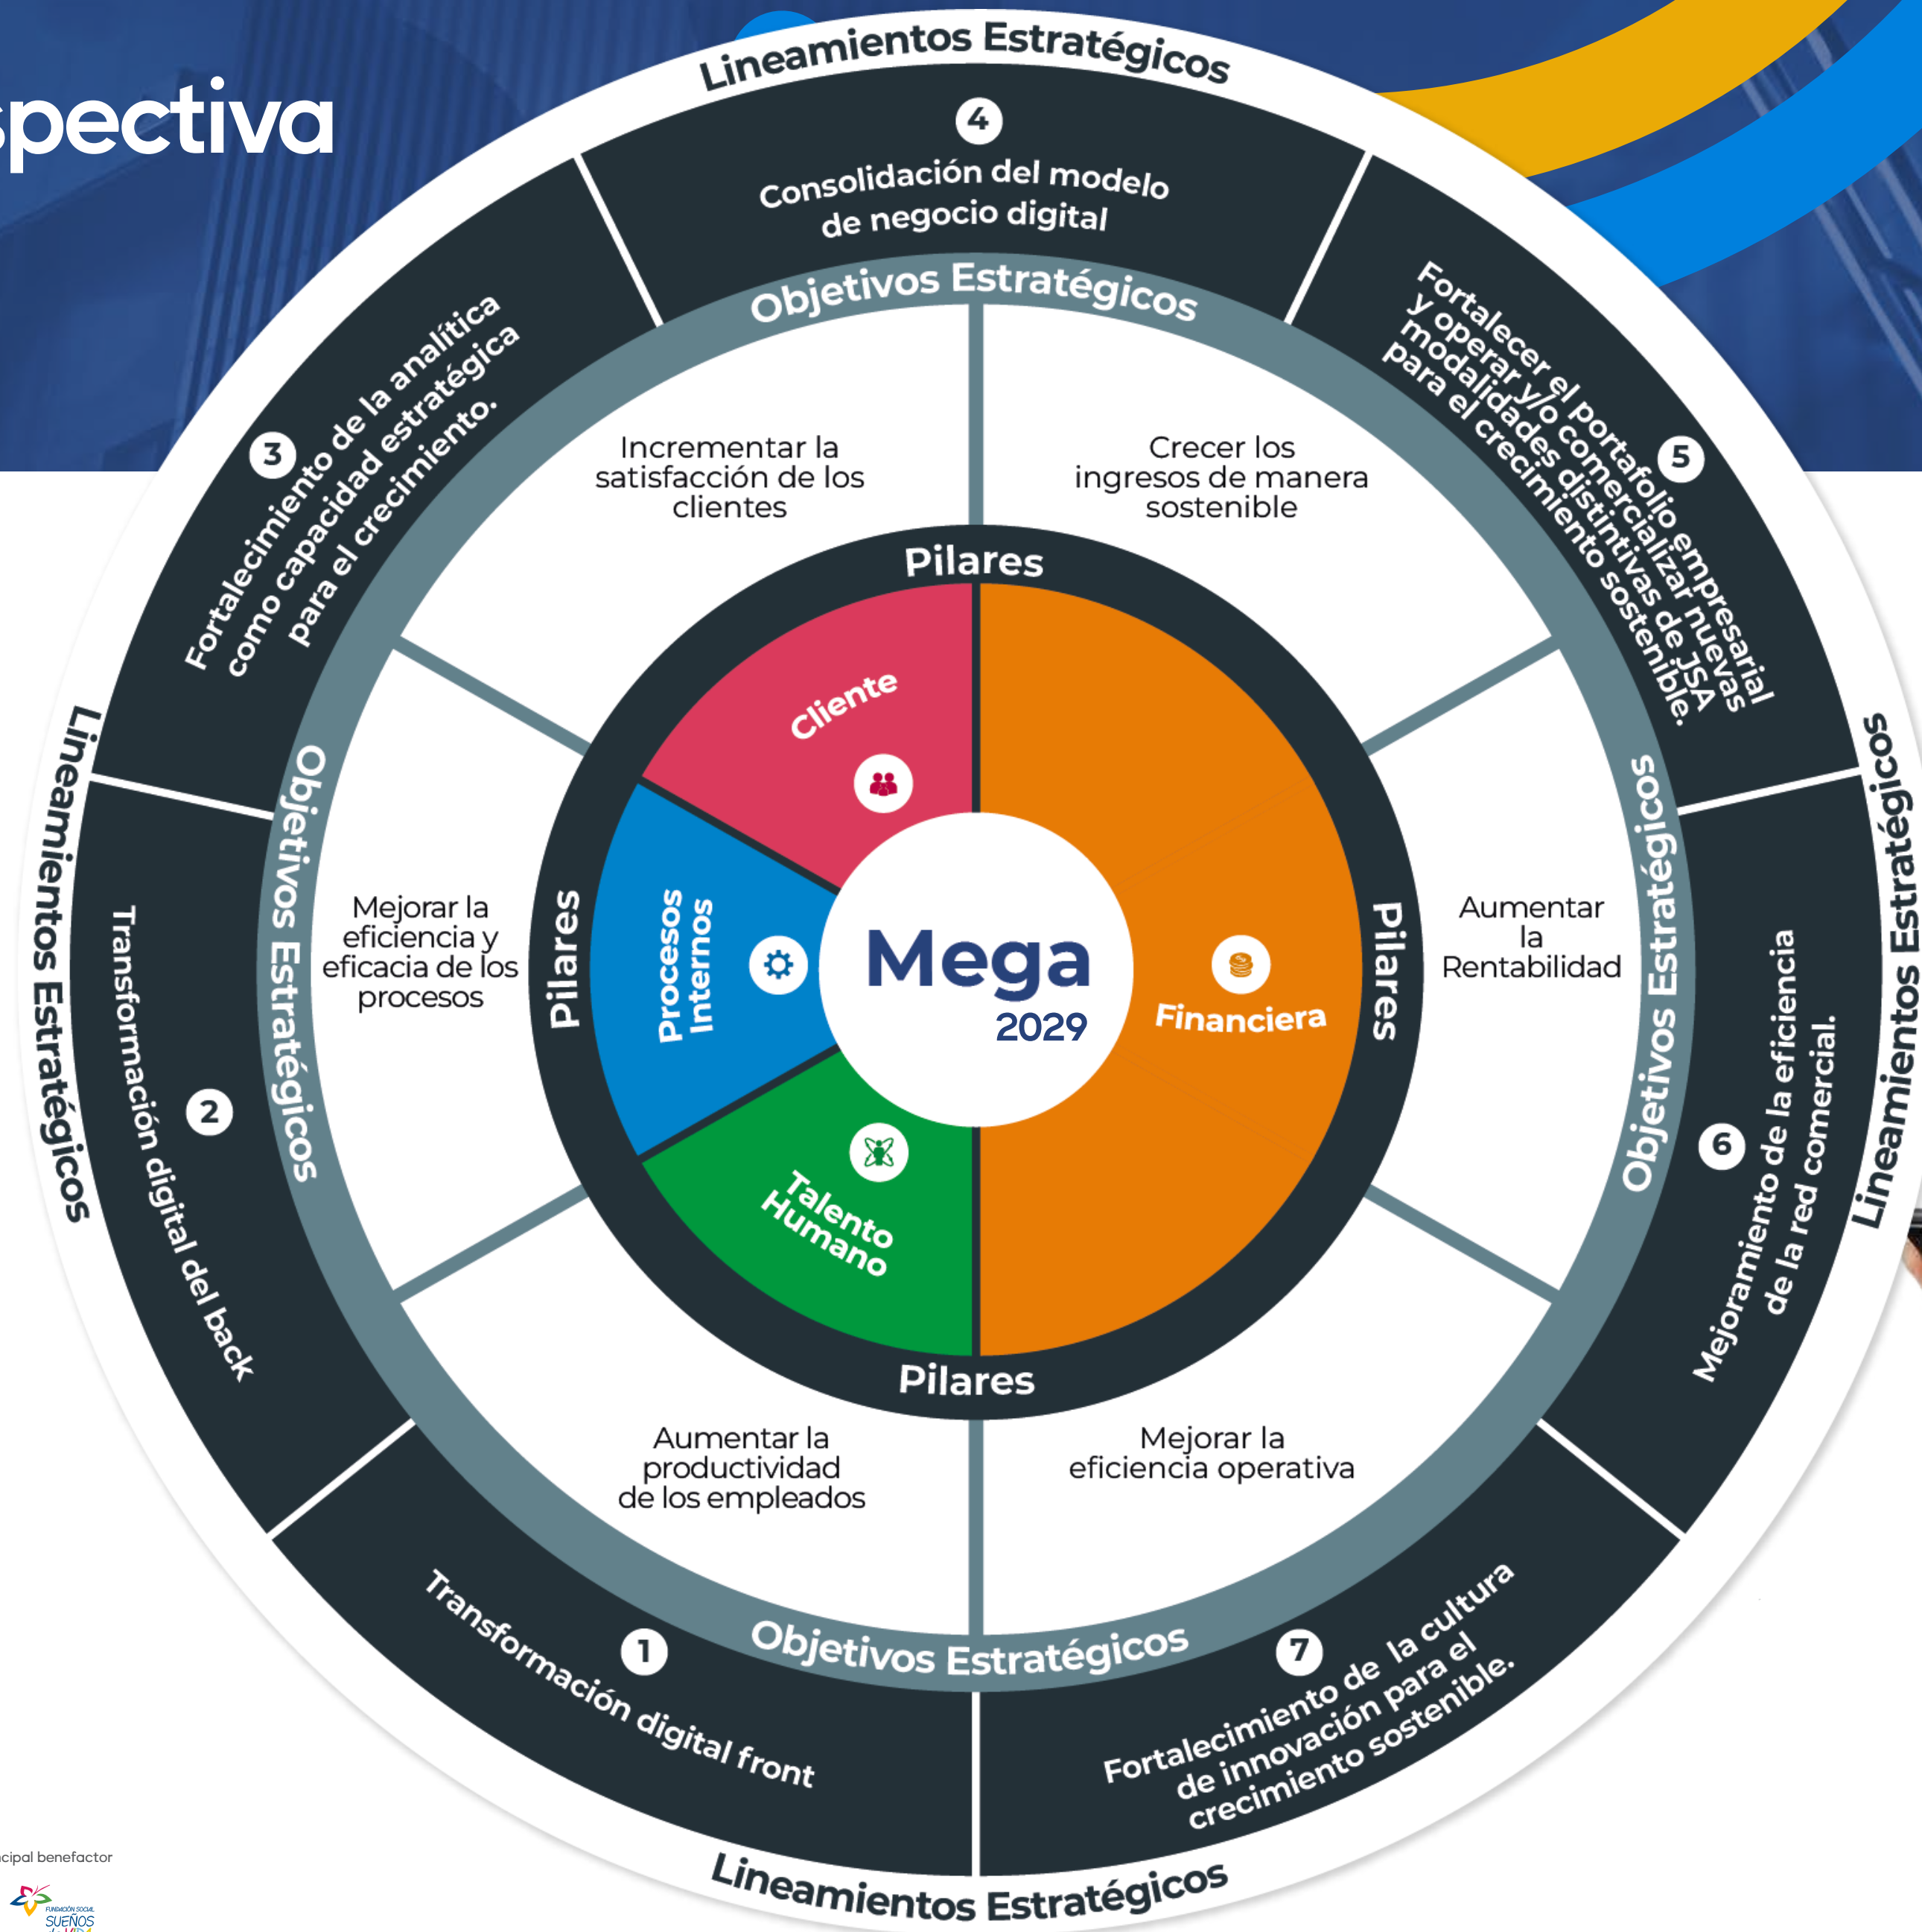 spectiva
Lineamientos Estratégicos
4
Consolidación del modelo
de negocio digital
Objetivos Estratégicos
3
Fortalecimiento de la analítica
como capacidad estratégica
para el crecimiento.
5
Fortalecer el portafolio empresarial
y operar y/o comercializar nuevas
modalidades distintivas de JSA
para el crecimiento sostenible.
Incrementar la
satisfacción de los
clientes
Crecer los
ingresos de manera
sostenible
Pilares
Cliente
Lineamientos Estratégicos
Objetivos Estratégicos
Mejorar la
eficiencia y
eficacia de los
procesos
Pilares
Procesos
Internos
Mega
2029
Financiera
Pilares
Aumentar
la
Rentabilidad
Objetivos Estratégicos
Lineamientos Estratégicos
2
Transformación digital del back
6
Mejoramiento de la eficiencia
de la red comercial.
Talento
Humano
Pilares
Aumentar la
productividad
de los empleados
Mejorar la
eficiencia operativa
Objetivos Estratégicos
1
Transformación digital front
7
Fortalecimiento de la cultura
de innovación para el
crecimiento sostenible.
Lineamientos Estratégicos
cipal benefactor
FUNDACIÓN SOCIAL
SUEÑOS
de VIDA